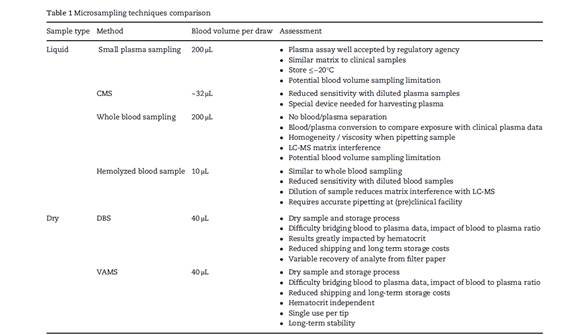 Table 1 Microsampling techniques comparison
Sample type Method Blood volume per draw Assessment
Liquid Small plasma sampling 200 µL • Plasma assay well accepted by regulatory agency
• Similar matrix to clinical samples
• Store ≤−20°C
• Potential blood volume sampling limitation
CMS ~32 µL • Reduced sensitivity with diluted plasma samples
• Special device needed for harvesting plasma
Whole blood sampling 200 µL • No blood/plasma separation
• Blood/plasma conversion to compare exposure with clinical plasma data
• Homogeneity / viscosity when pipetting sample
• LC-MS matrix interference
• Potential blood volume sampling limitation
Hemolyzed blood sample 10 µL • Similar to whole blood sampling
• Reduced sensitivity with diluted blood samples
• Dilution of sample reduces matrix interference with LC-MS
• Requires accurate pipetting at (pre)clinical facility
Dry DBS 40 µL • Dry sample and storage process
• Difficulty bridging blood to plasma data, impact of blood to plasma ratio
• Results greatly impacted by hematocrit
• Reduced shipping and long term storage costs
• Variable recovery of analyte from filter paper
VAMS 40 µL • Dry sample and storage process
• Difficulty bridging blood to plasma data, impact of blood to plasma ratio
• Reduced shipping and long-term storage costs
• Hematocrit independent
• Single use per tip
• Long-term stability